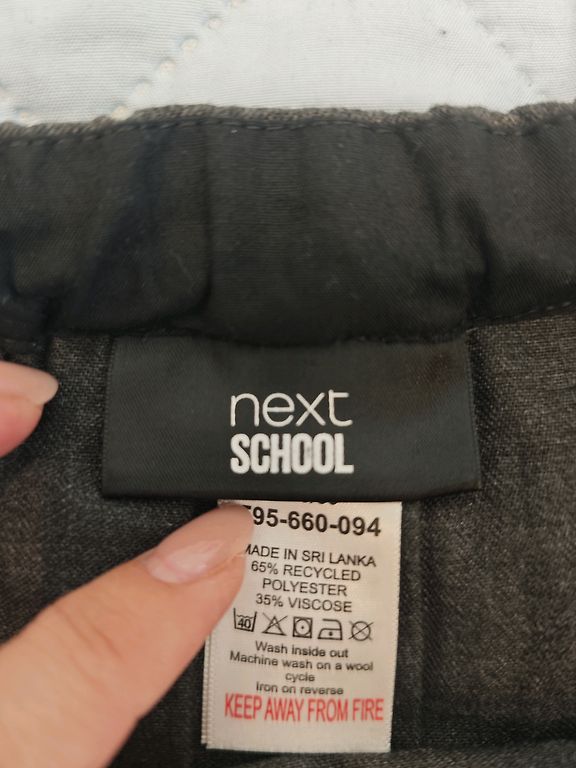 next
SCHOOL
95-660-094
MADE IN SRI LANKA
65% RECYCLED
POLYESTER
35% VISCOSE
40
Wash inside out
Machine wash on a wool
cycle
Iron on reverse
KEEP AWAY FROM FIRE